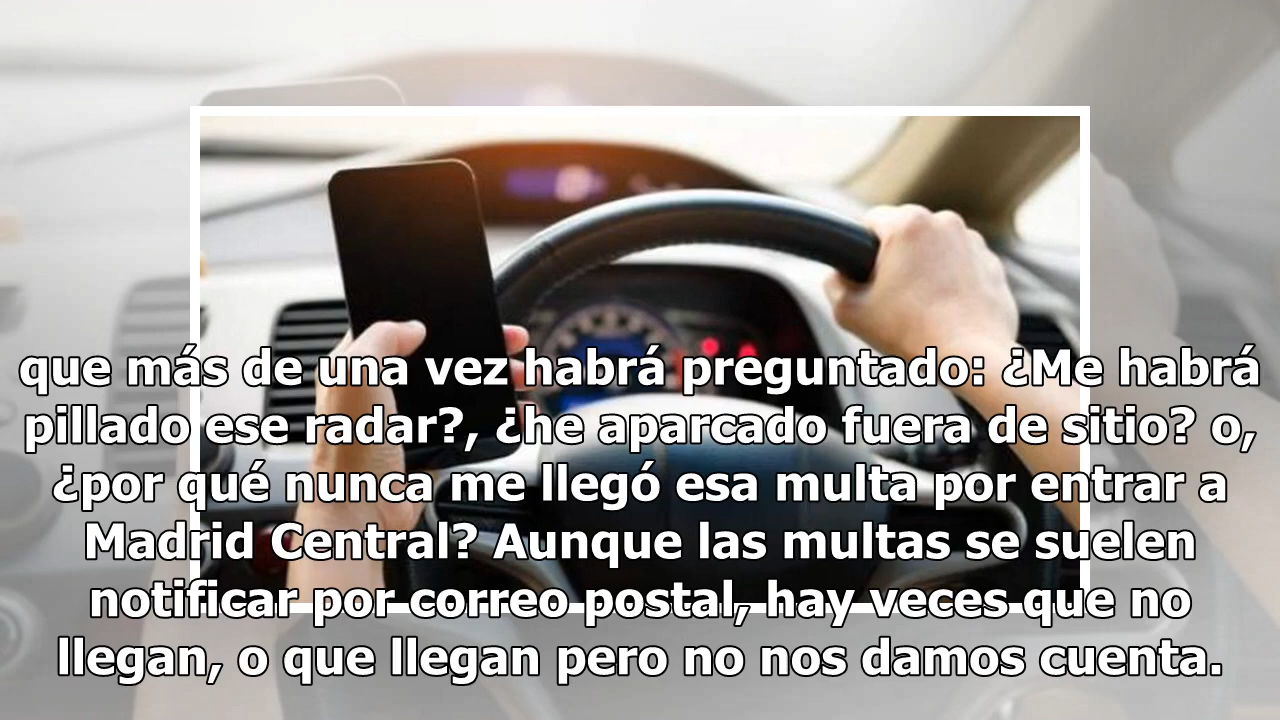 que más de una vez habrá preguntado: ¿Me habrá
pillado ese radar?, ¿he aparcado fuera de sitio? o,
¿por qué nunca me llegó esa multa por entrar a
Madrid Central? Aunque las multas se suelen
notificar por correo postal, hay veces que no
llegan, o que llegan pero no nos damos cuenta.